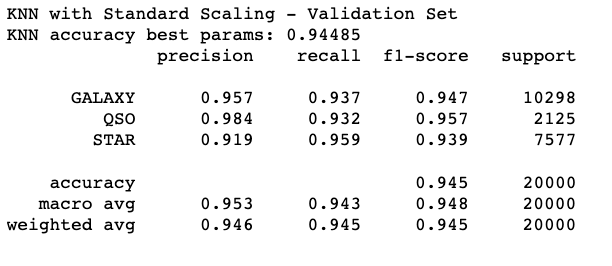 KNN with Standard Scaling - Validation Set
KNN accuracy best params: 0.94485
precision recall f1-score support
GALAXY 0.957 0.937 0.947 10298
QSO 0.984 0.932 0.957 2125
STAR 0.919 0.959 0.939 7577
accuracy 0.945 20000
macro avg 0.953 0.943 0.948 20000
weighted avg 0.946 0.945 0.945 20000